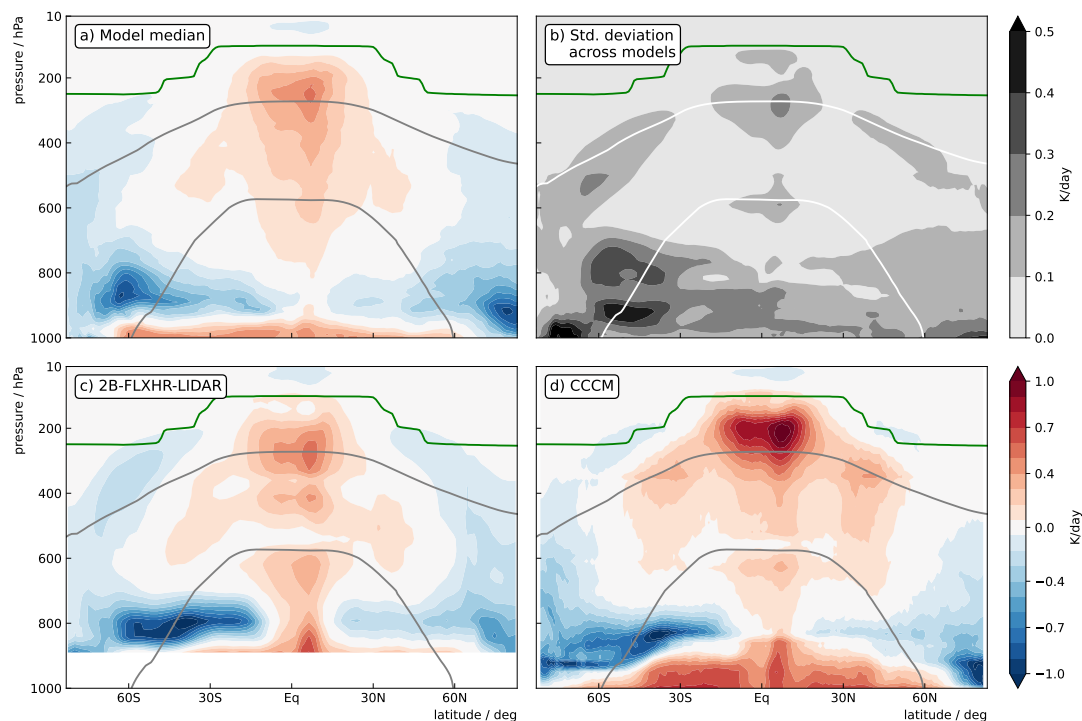 a) Model median
b) Std. deviation
across models
pressure / hPa
10
200
400
600
800
1000
0.5
0.4
0.3
0.2
0.1
0.0
K/day
c) 2B-FLXHR-LIDAR
d) CCCM
pressure / hPa
10
200
400
600
800
1000
60S
30S
Eq
30N
60N
latitude / deg
60S
30S
Eq
30N
60N
latitude / deg
1.0
0.7
0.4
0.0
−0.4
−0.7
−1.0
K/day